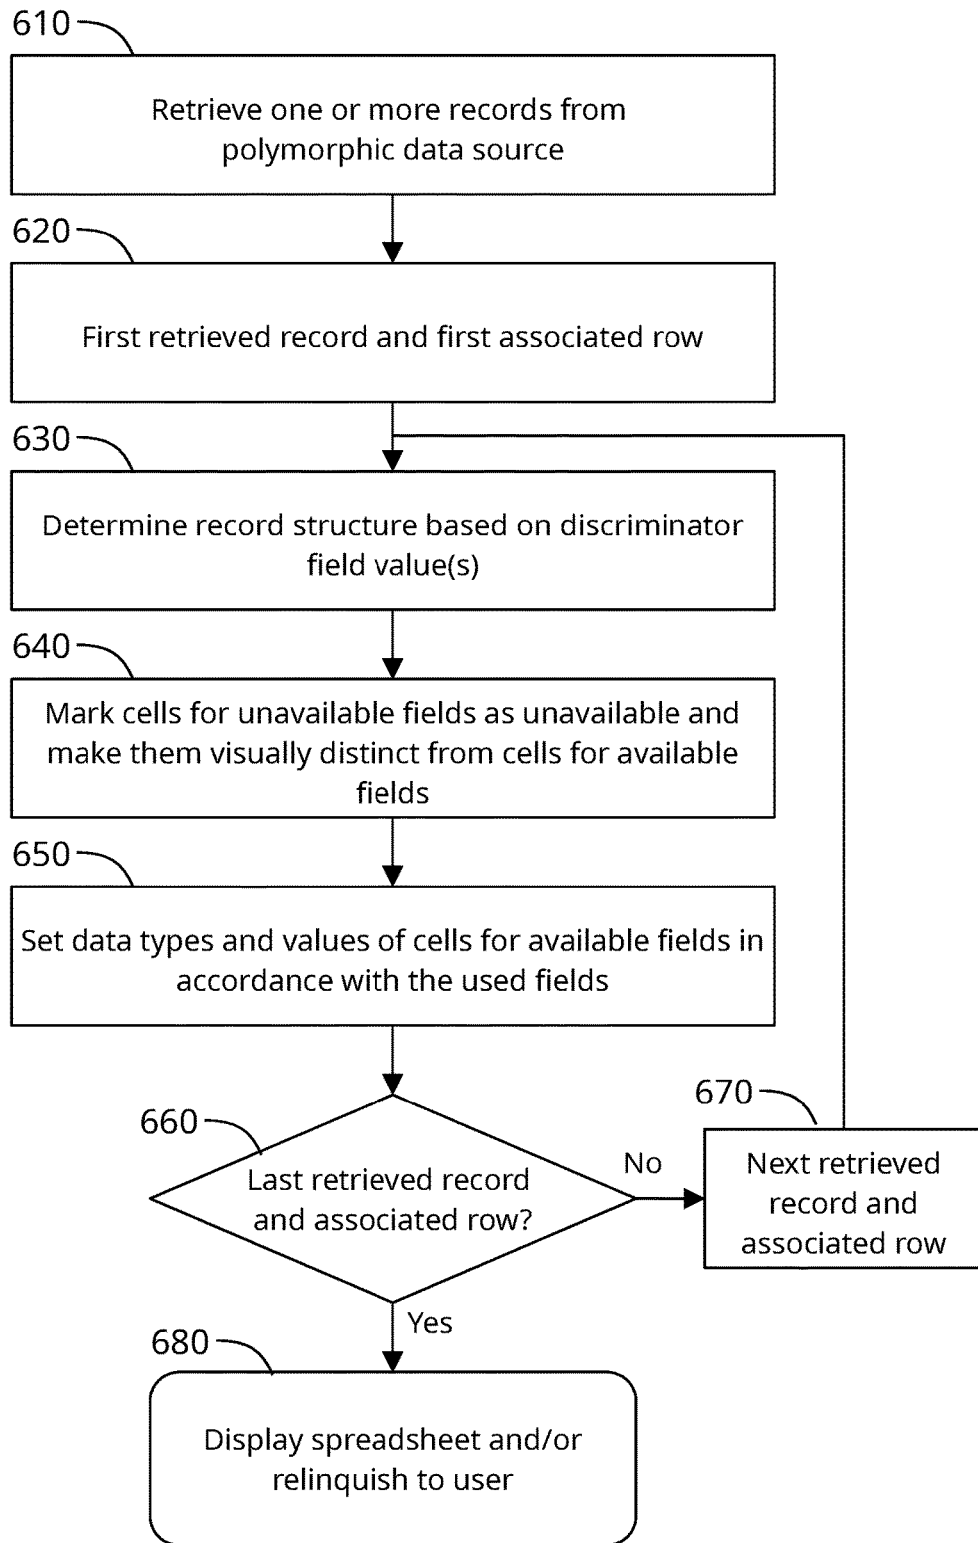 610
Retrieve one or more records from
polymorphic data source
620
First retrieved record and first associated row
630
Determine record structure based on discriminator
field value(s)
640
Mark cells for unavailable fields as unavailable and
make them visually distinct from cells for available
fields
650
Set data types and values of cells for available fields in
accordance with the used fields
660
Last retrieved record
and associated row?
No
670
Next retrieved
record and
associated row
Yes
680
Display spreadsheet and/or
relinquish to user